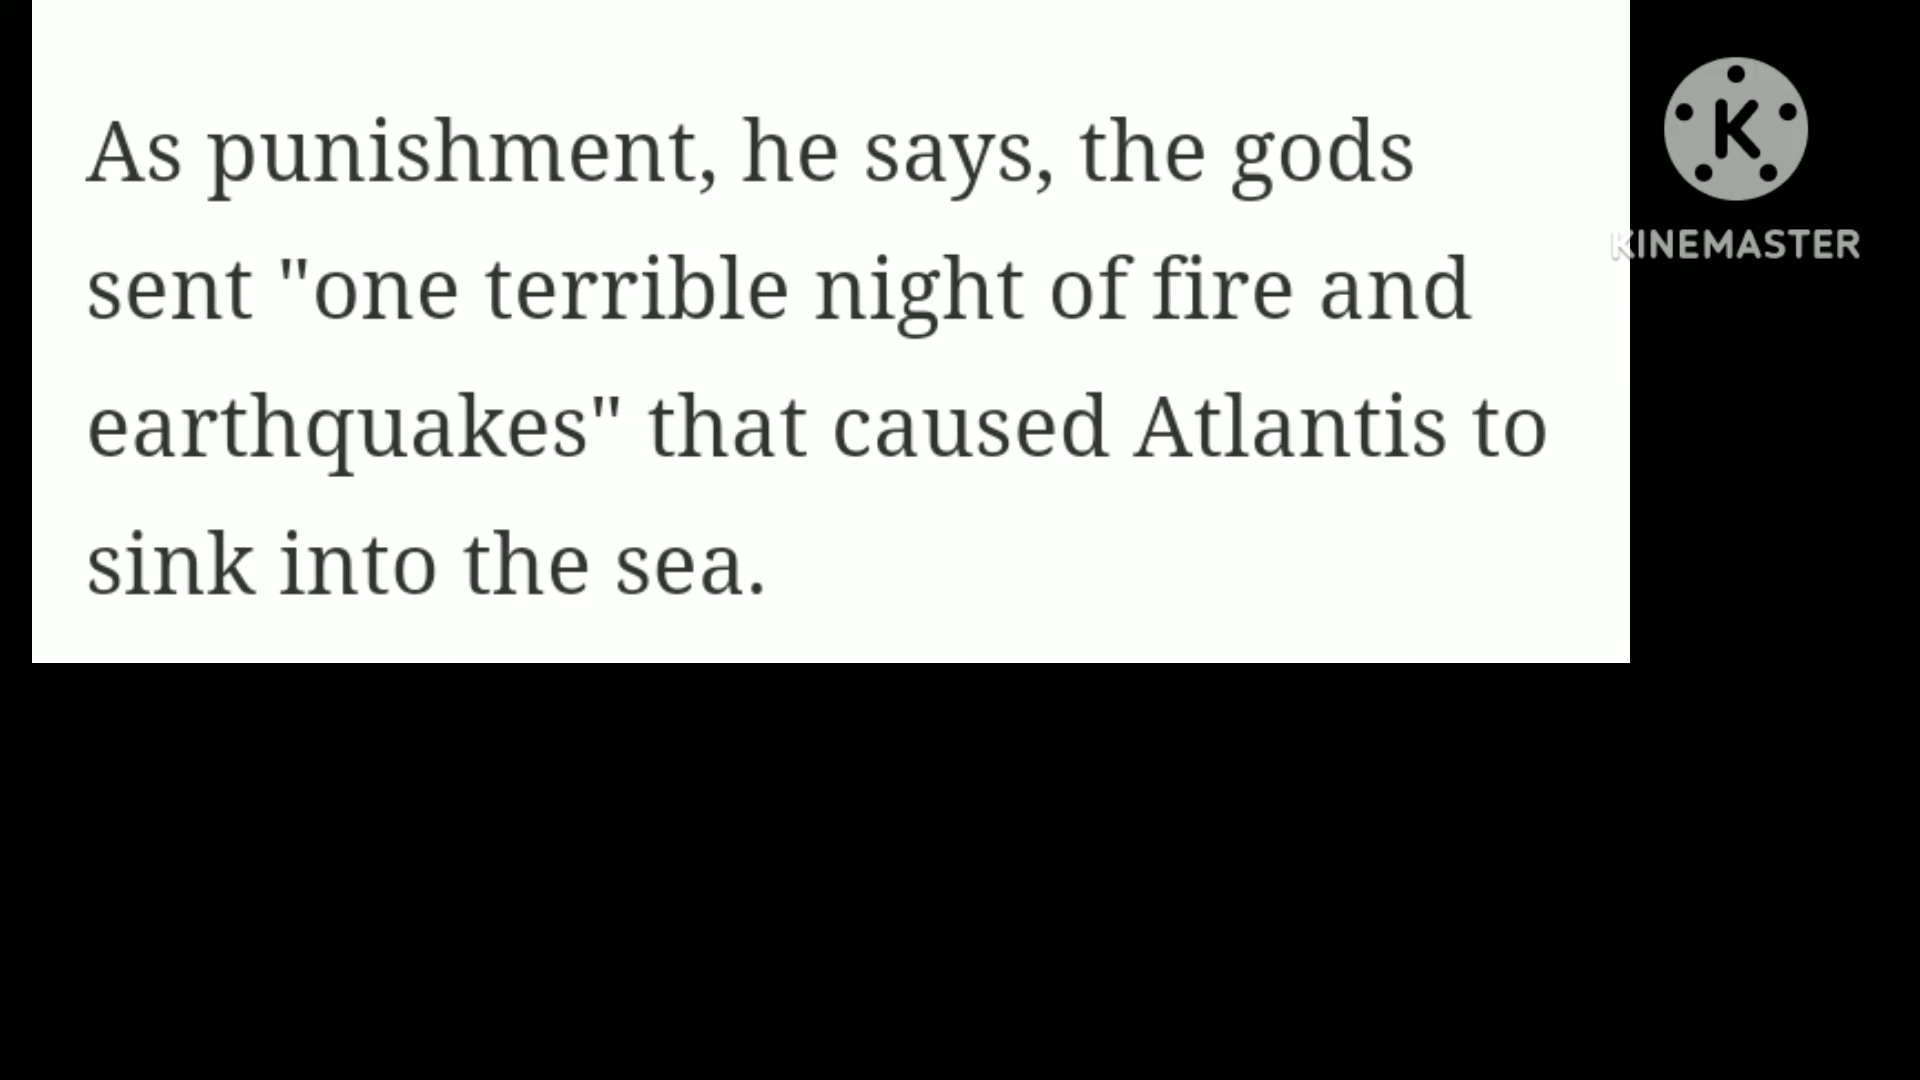 As punishment, he says, the gods
sent "one terrible night of fire and
earthquakes" that caused Atlantis to
sink into the sea.
K
KINEMASTER